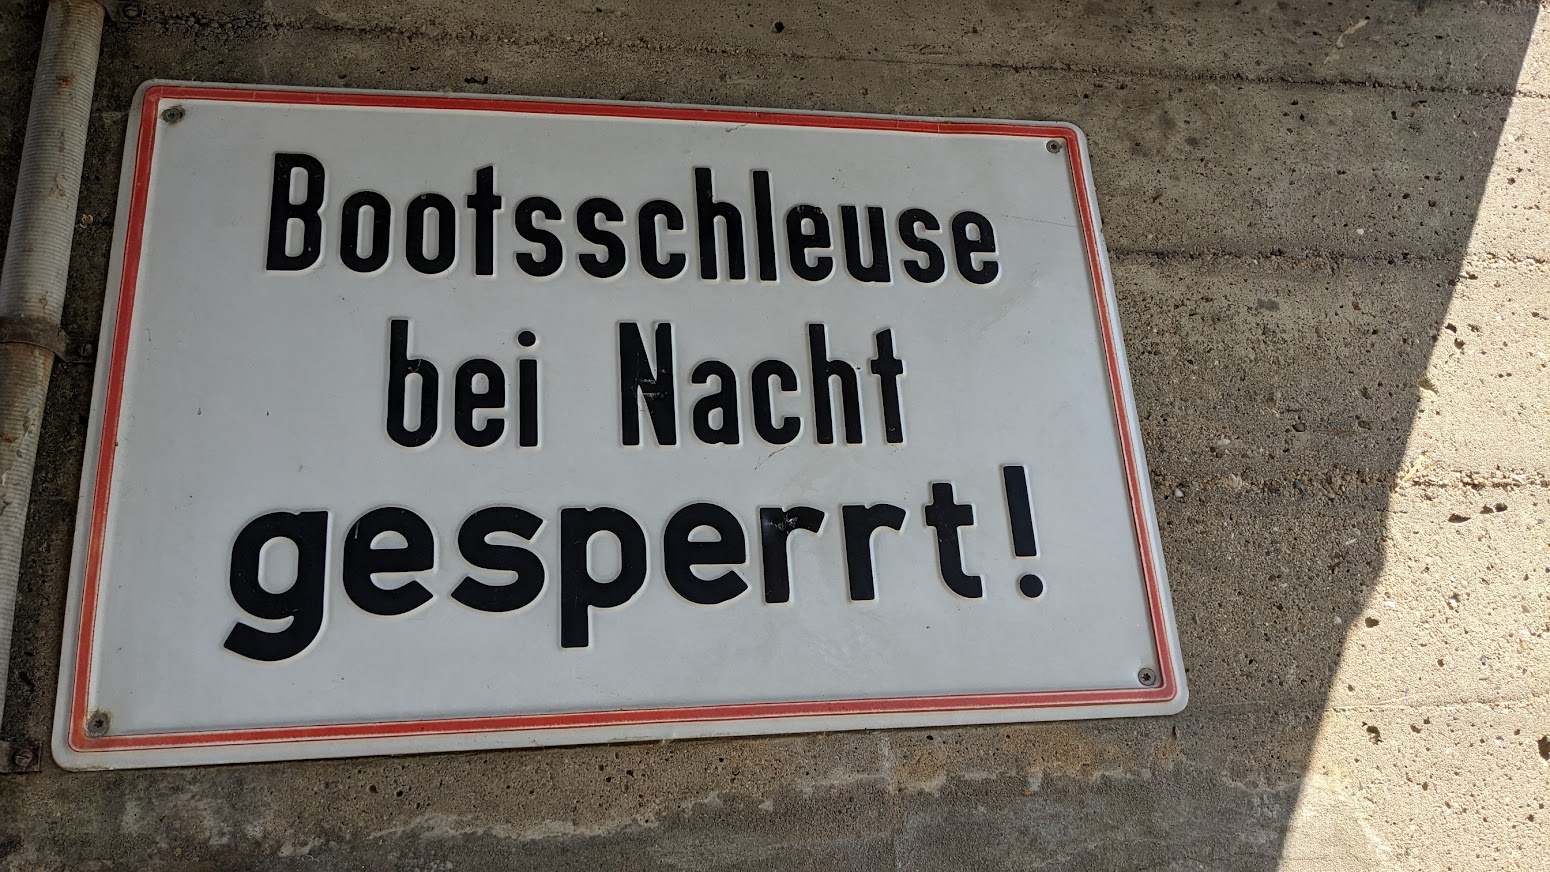 Bootsschleuse
bei Nacht
gesperrt!